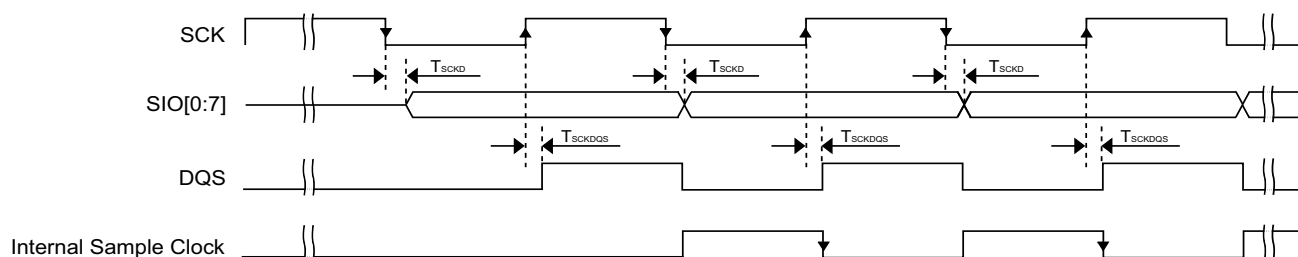 SCK
TSCKD TSCKD TSCKD
SIO[0:7]
TSCKDQS TSCKDQS TSCKDQS
DQS
Internal Sample Clock